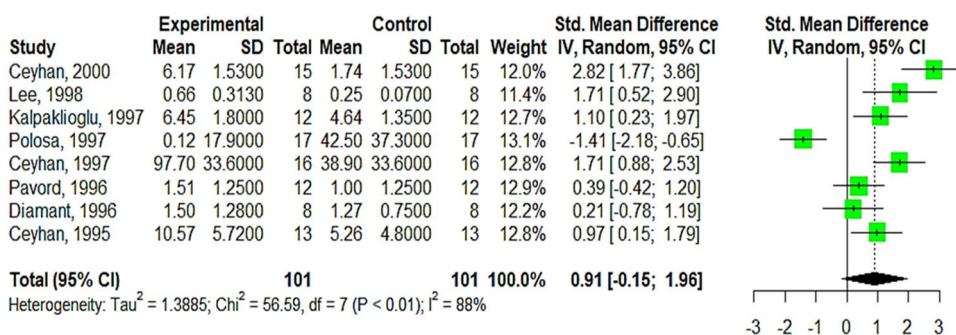 Experimental Control Std. Mean Difference Std. Mean Difference
Study Mean SD Total Mean SD Total Weight IV, Random, 95% CI IV, Random, 95% CI
Ceyhan, 2000 6.17 1.5300 15 1.74 1.5300 15 12.0% 2.82 [ 1.77; 3.86]
Lee, 1998 0.66 0.3130 8 0.25 0.0700 8 11.4% 1.71 [ 0.52; 2.90]
Kalpaklioglu, 1997 6.45 1.8000 12 4.64 1.3500 12 12.7% 1.10 [ 0.23; 1.97]
Polosa, 1997 0.12 17.9000 17 42.50 37.3000 17 13.1% -1.41 [-2.18; -0.65]
Ceyhan, 1997 97.70 33.6000 16 38.90 33.6000 16 12.8% 1.71 [ 0.88; 2.53]
Pavord, 1996 1.51 1.2500 12 1.00 1.2500 12 12.9% 0.39 [-0.42; 1.20]
Diamant, 1996 1.50 1.2800 8 1.27 0.7500 8 12.2% 0.21 [-0.78; 1.19]
Ceyhan, 1995 10.57 5.7200 13 5.26 4.8000 13 12.8% 0.97 [ 0.15; 1.79]
Total (95% CI) 101 101 100.0% 0.91 [-0.15; 1.96]
Heterogeneity: Tau² = 1.3885; Chi² = 56.59, df = 7 (P < 0.01); I² = 88%
-3 -2 -1 0 1 2 3